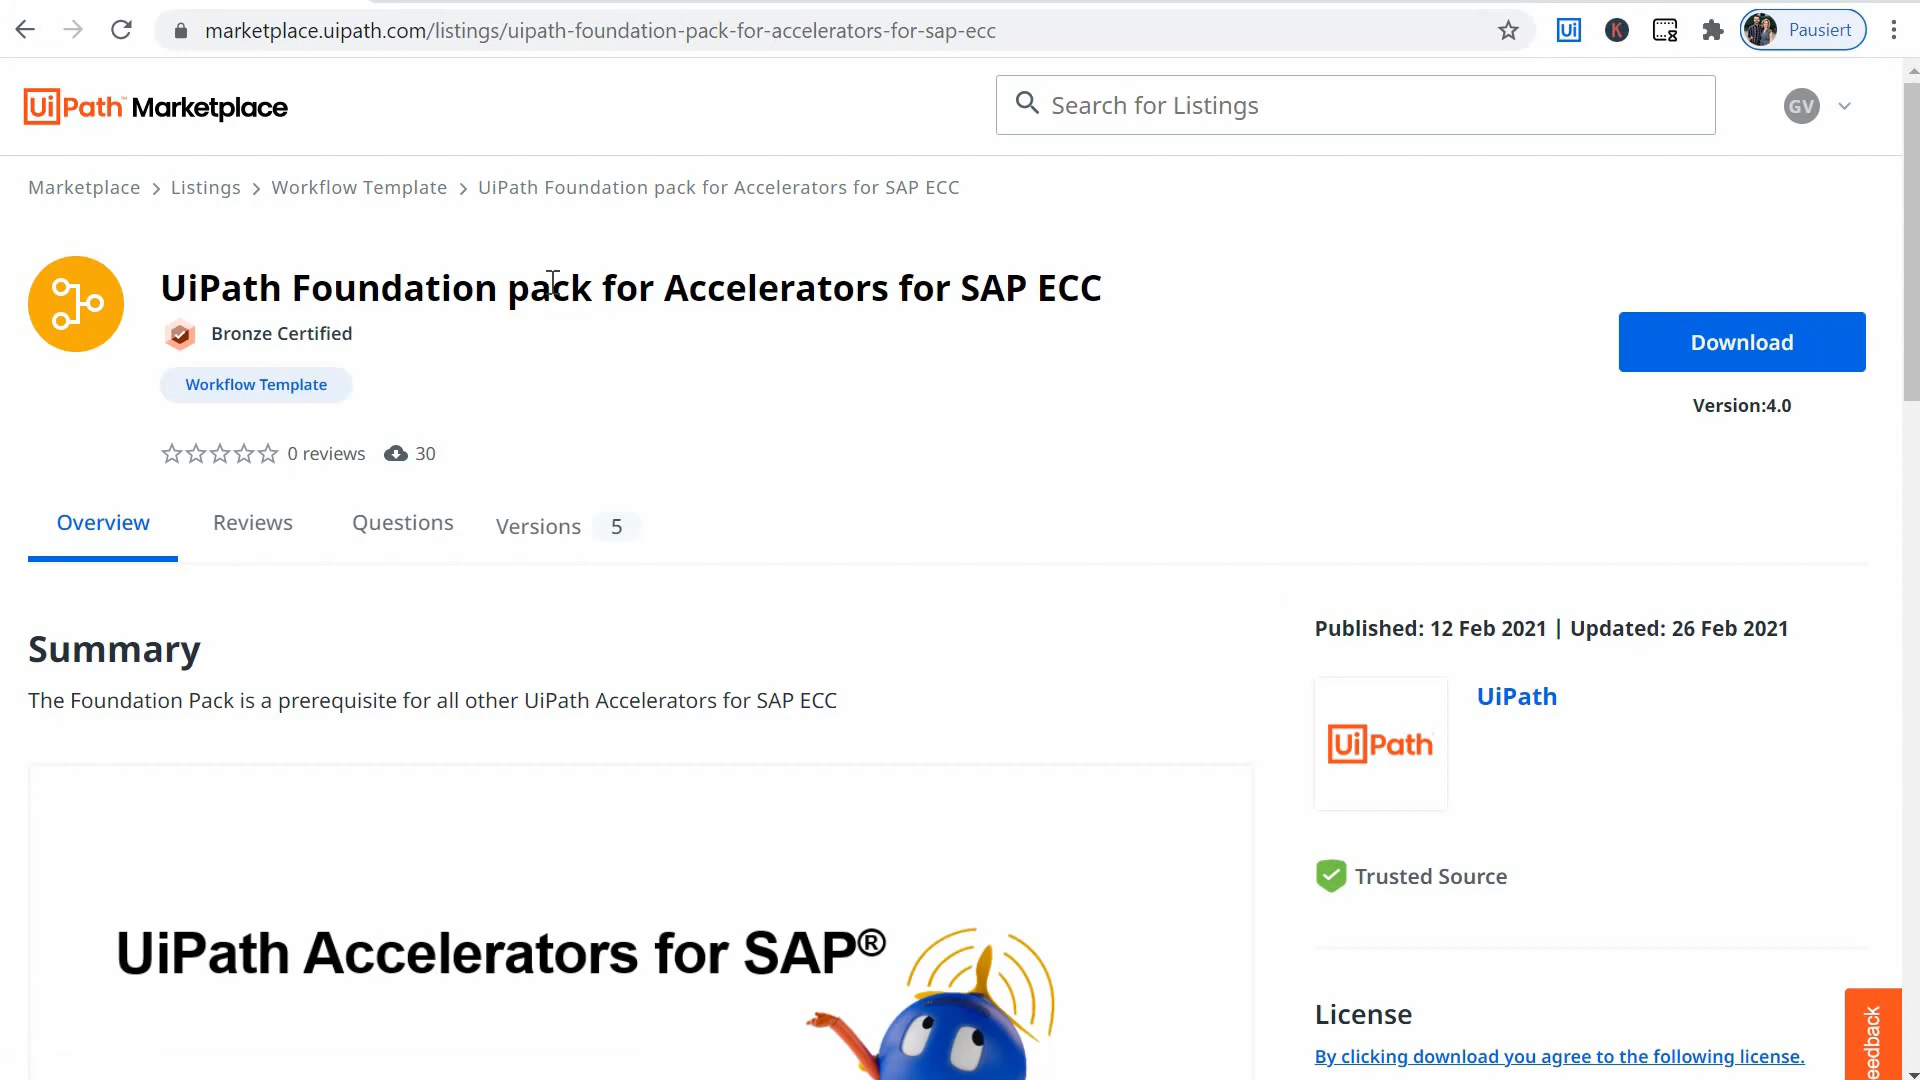 marketplace.uipath.com/listings/uipath-foundation-pack-for-accelerators-for-sap-ecc
Ui
K
Pausiert
UiPath™ Marketplace
Search for Listings
GV
Marketplace > Listings > Workflow Template > UiPath Foundation pack for Accelerators for SAP ECC
UiPath Foundation pack for Accelerators for SAP ECC
Bronze Certified
Workflow Template
0 reviews 30
Download
Version:4.0
Overview Reviews Questions Versions 5
Summary
The Foundation Pack is a prerequisite for all other UiPath Accelerators for SAP ECC
UiPath Accelerators for SAP®
Published: 12 Feb 2021 | Updated: 26 Feb 2021
UiPath
UiPath
Trusted Source
License
By clicking download you agree to the following license.
edback